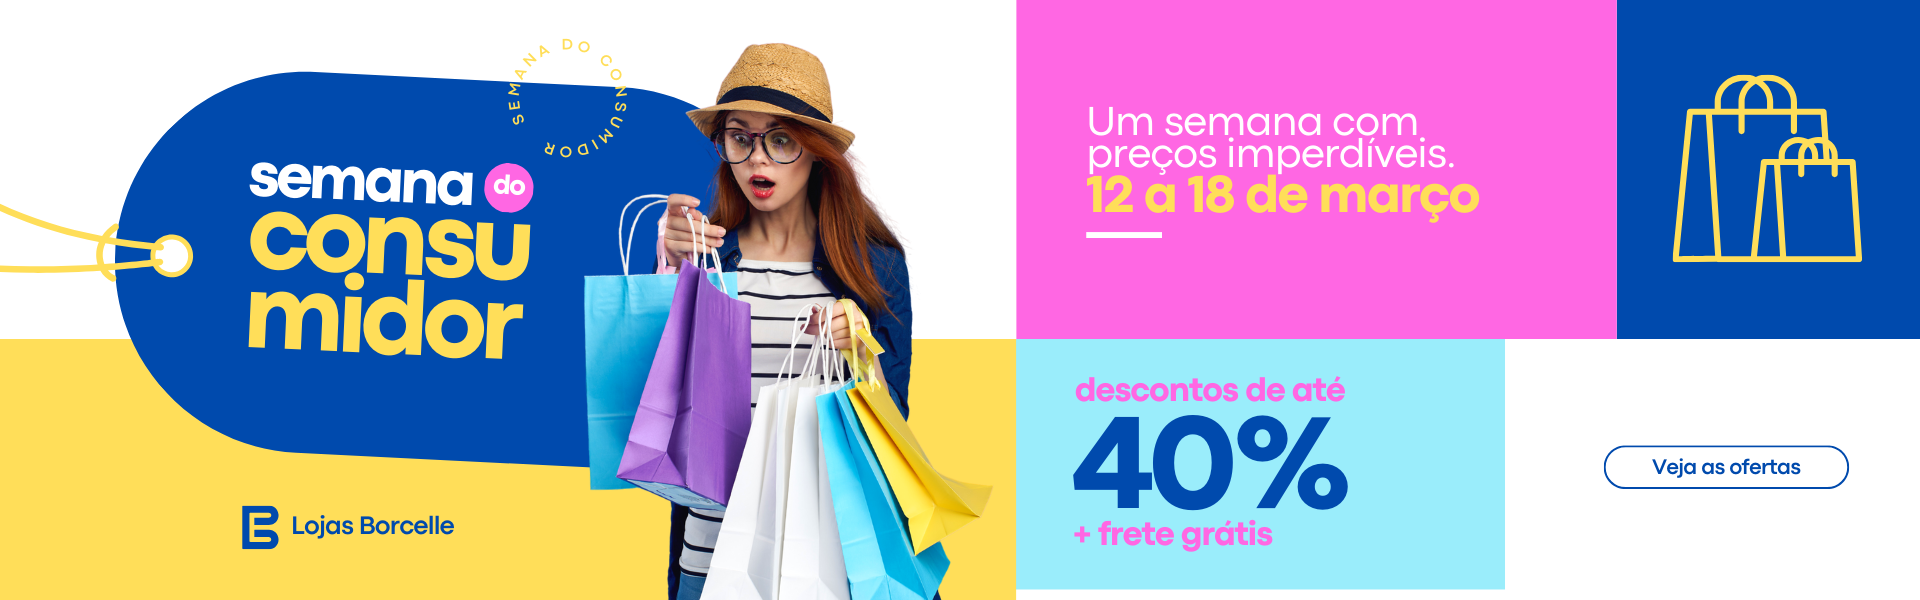 SEMANA DO CONSUMIDOR
semana do
consu
midor
Lojas Borcelle
Um semana com
preços imperdíveis.
12 a 18 de março
descontos de até
40%
+ frete grátis
Veja as ofertas